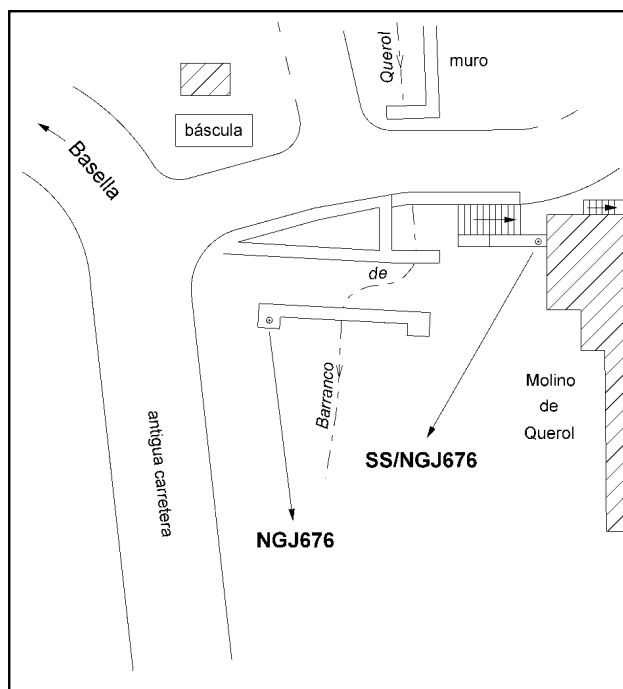 Querol
muro
báscula
Basella
de
Barranco
Molino
de
Querol
SS/NGJ676
antigua carretera
NGJ676